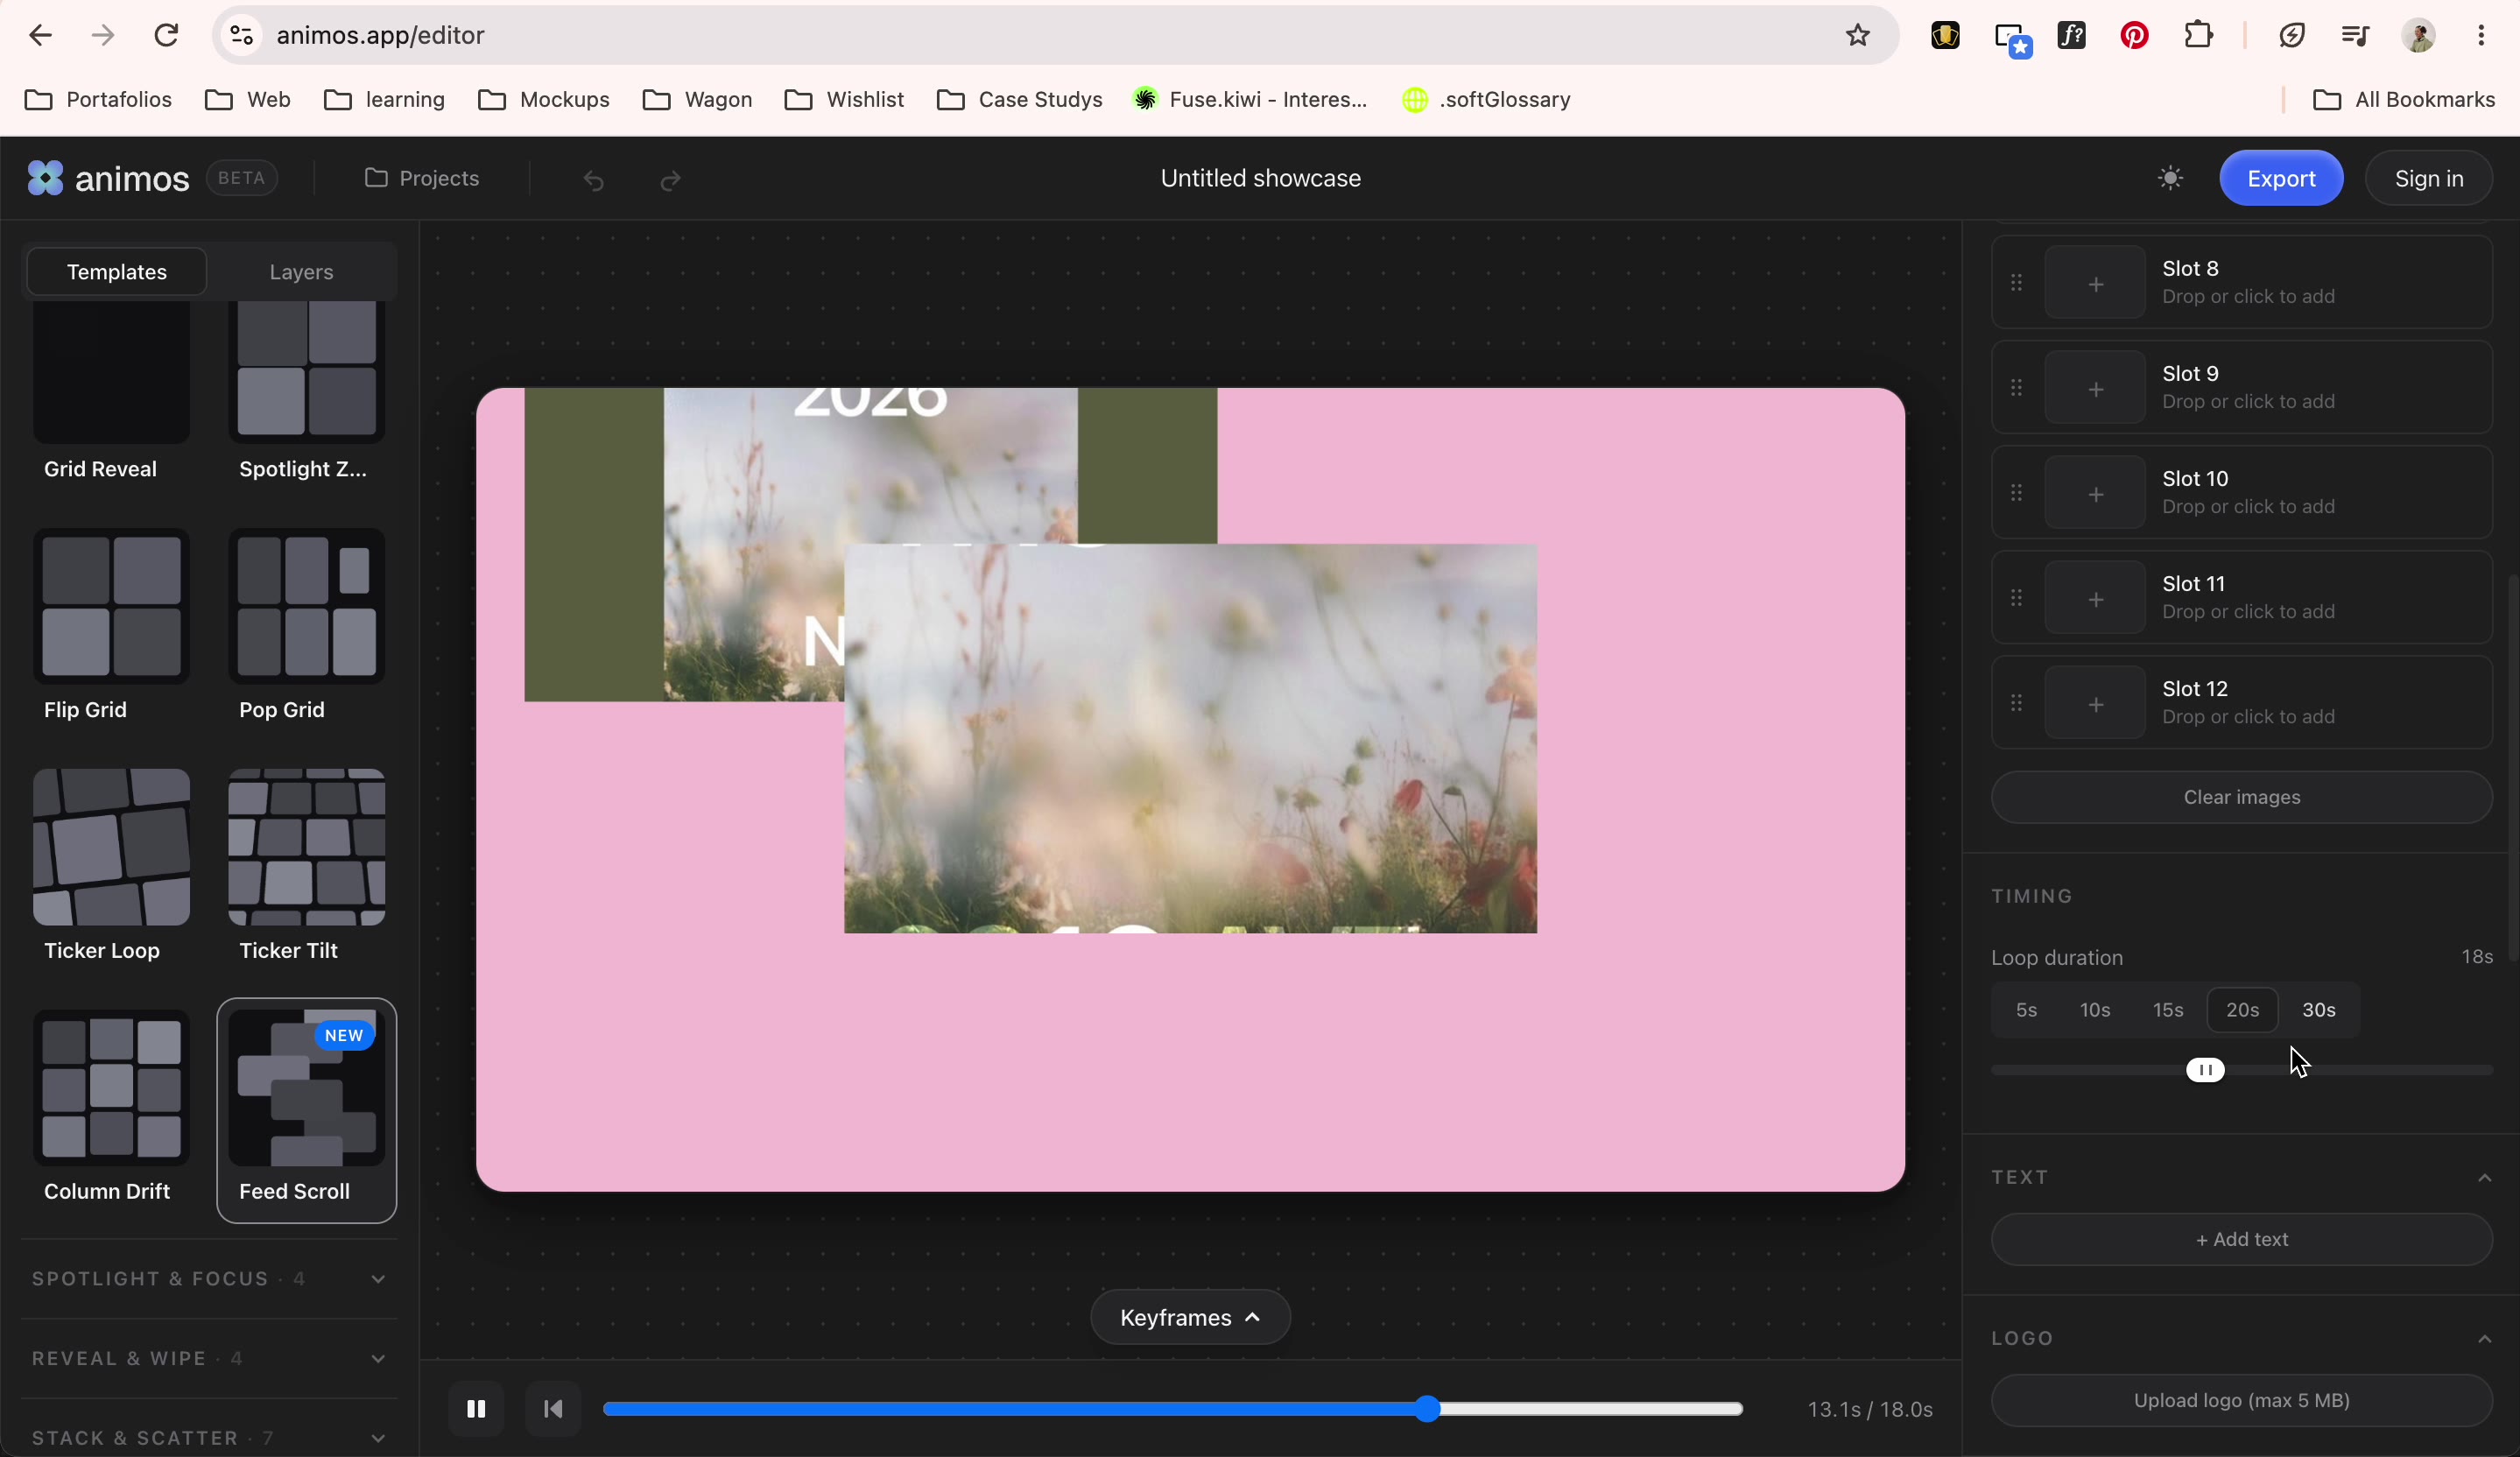 animos.app/editor
Portafolios
Web
learning
Mockups
Wagon
Wishlist
Case Studys
Fuse.kiwi - Interes...
.softGlossary
All Bookmarks
animos
BETA
Projects
Untitled showcase
Export
Sign in
Templates
Layers
Grid Reveal
Spotlight Z...
Flip Grid
Pop Grid
Ticker Loop
Ticker Tilt
Column Drift
NEW
Feed Scroll
SPOTLIGHT & FOCUS · 4
REVEAL & WIPE · 4
STACK & SCATTER · 7
2026
N
Keyframes
13.1s / 18.0s
Slot 8
Drop or click to add
Slot 9
Drop or click to add
Slot 10
Drop or click to add
Slot 11
Drop or click to add
Slot 12
Drop or click to add
Clear images
TIMING
Loop duration
18s
5s
10s
15s
20s
30s
TEXT
+ Add text
LOGO
Upload logo (max 5 MB)